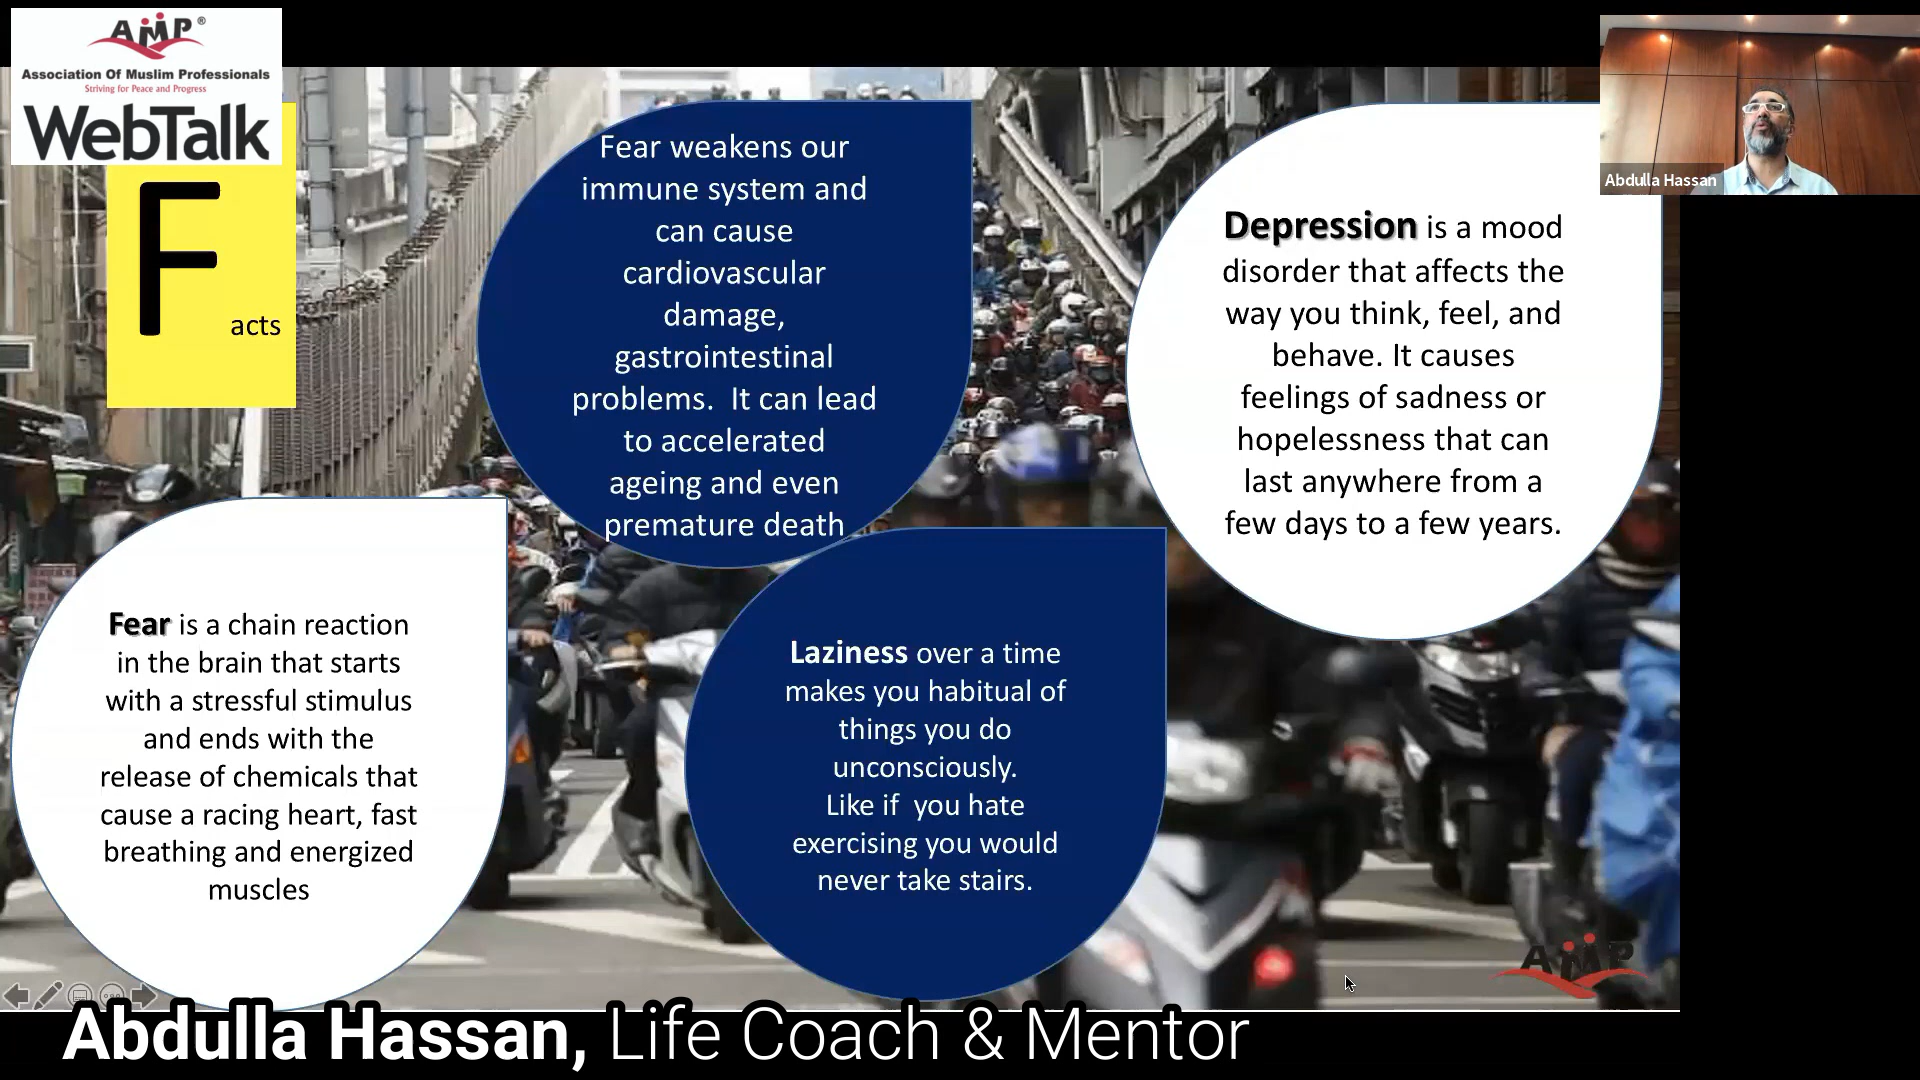 AMP®
Association Of Muslim Professionals
Striving for Peace and Progress
WebTalk
Facts
Fear weakens our
immune system and
can cause
cardiovascular
damage,
gastrointestinal
problems.  It can lead
to accelerated
ageing and even
premature death
Depression is a mood
disorder that affects the
way you think, feel, and
behave. It causes
feelings of sadness or
hopelessness that can
last anywhere from a
few days to a few years.
Abdulla Hassan
Fear is a chain reaction
in the brain that starts
with a stressful stimulus
and ends with the
release of chemicals that
cause a racing heart, fast
breathing and energized
muscles
Laziness over a time
makes you habitual of
things you do
unconsciously.
Like if  you hate
exercising you would
never take stairs.
AMP
Abdulla Hassan, Life Coach & Mentor